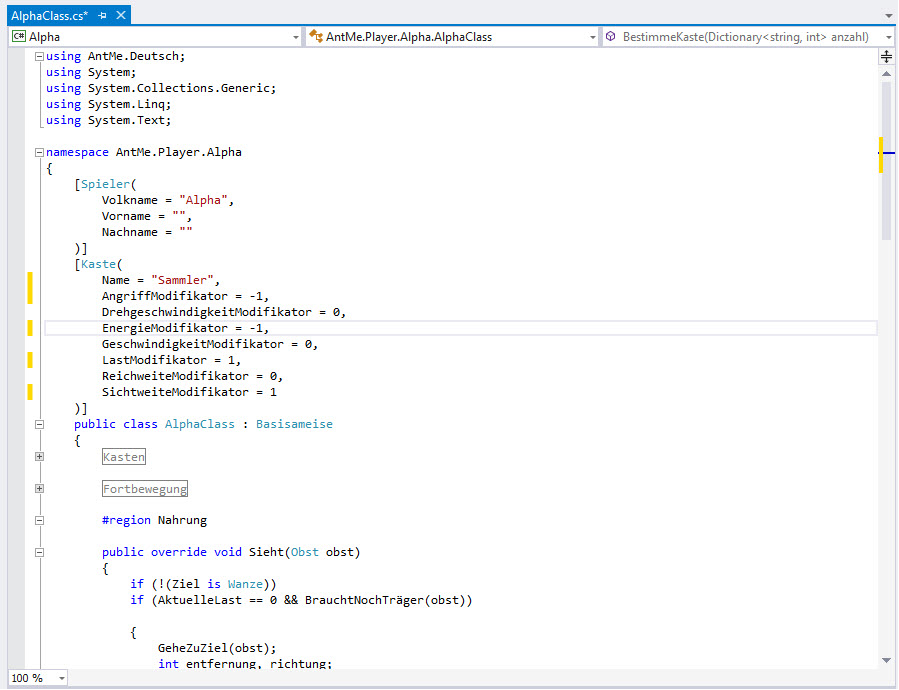 AlphaClass.cs*
Alpha
AntMe.Player.Alpha.AlphaClass
BestimmeKaste(Dictionary<string, int> anzahl)
using AntMe.Deutsch;
using System;
using System.Collections.Generic;
using System.Linq;
using System.Text;
namespace AntMe.Player.Alpha
{
[Spieler(
Volkname = "Alpha",
Vorname = "",
Nachname = ""
)]
[Kaste(
Name = "Sammler",
AngriffModifikator = -1,
DrehgeschwindigkeitModifikator = 0,
EnergieModifikator = -1,
GeschwindigkeitModifikator = 0,
LastModifikator = 1,
ReichweiteModifikator = 0,
SichtweiteModifikator = 1
)]
public class AlphaClass : Basisameise
{
Kasten
Fortbewegung
#region Nahrung
public override void Sieht(Obst obst)
{
if (!(Ziel is Wanze))
if (AktuelleLast == 0 && BrauchtNochTräger(obst))
{
GeheZuZiel(obst);
int entfernung, richtung;
100 %